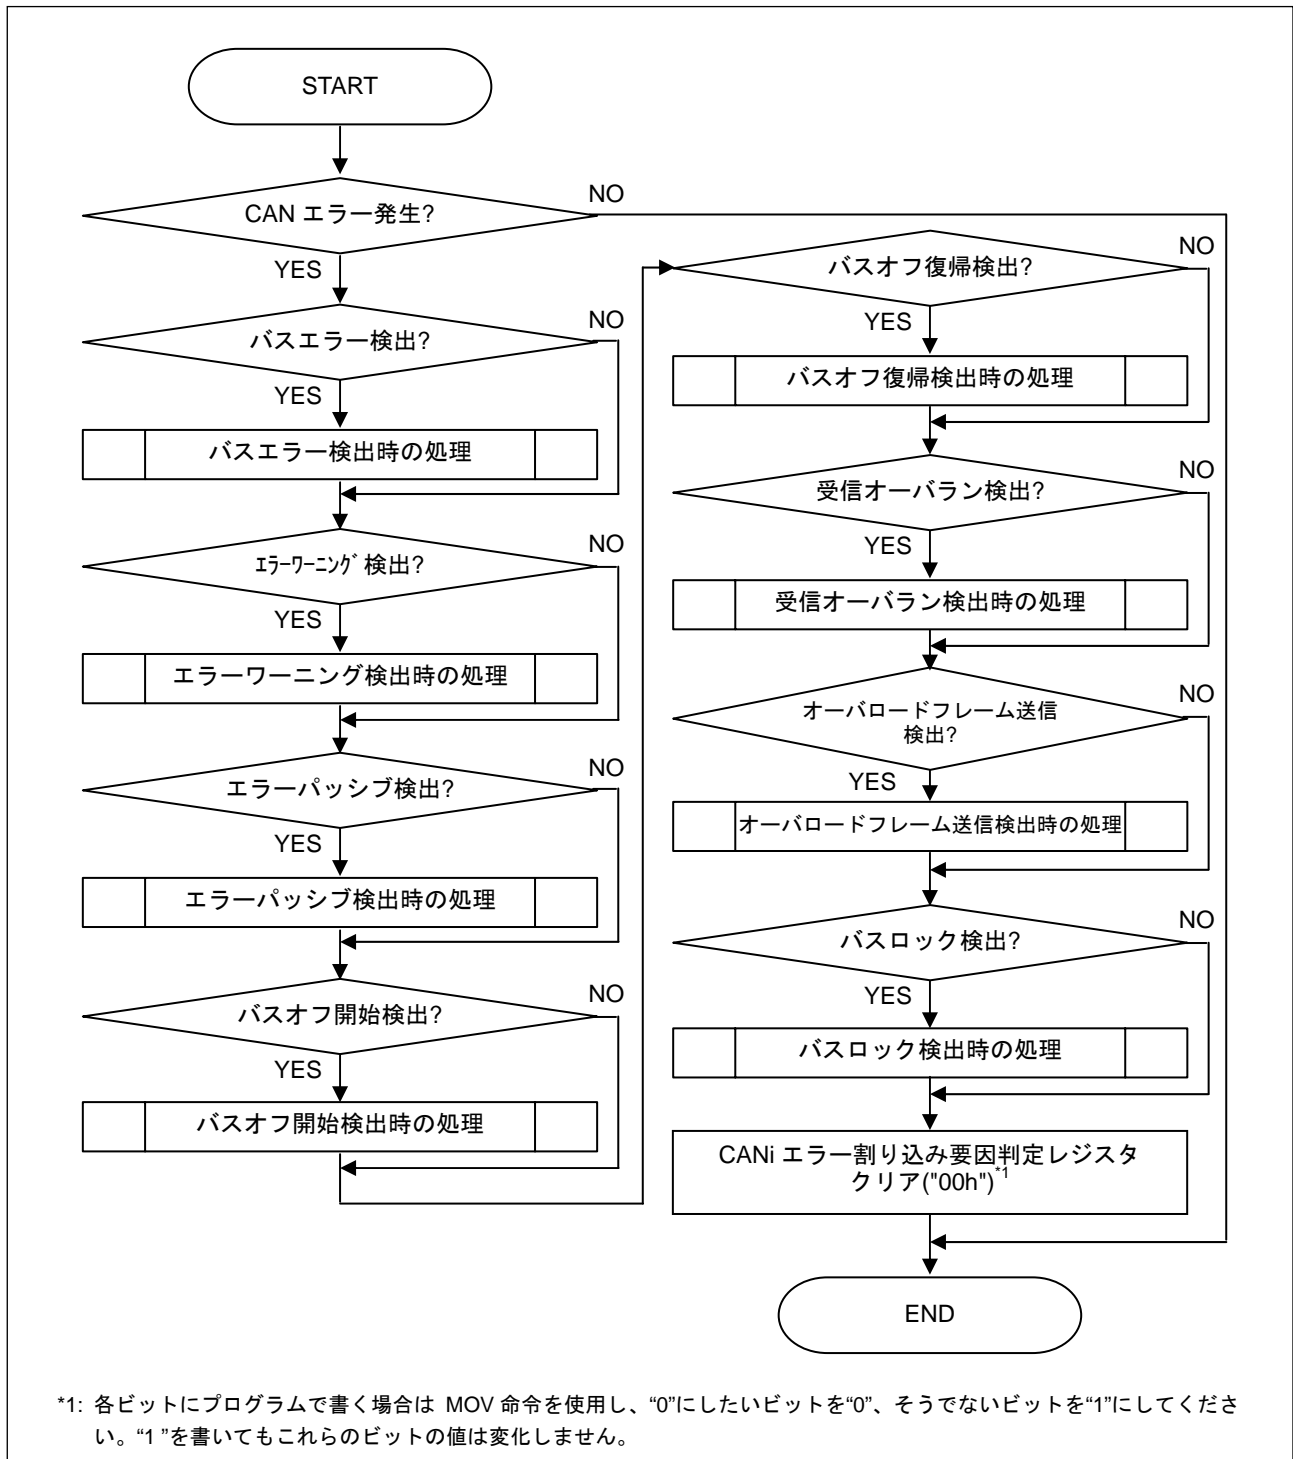 START
CAN エラー発生?
NO
YES
バスエラー検出?
NO
YES
バスエラー検出時の処理
ｴﾗｰﾜｰﾆﾝｸﾞ検出?
NO
YES
エラーワーニング検出時の処理
エラーパッシブ検出?
NO
YES
エラーパッシブ検出時の処理
バスオフ開始検出?
NO
YES
バスオフ開始検出時の処理
バスオフ復帰検出?
NO
YES
バスオフ復帰検出時の処理
受信オーバラン検出?
NO
YES
受信オーバラン検出時の処理
オーバロードフレーム送信
検出?
NO
YES
オーバロードフレーム送信検出時の処理
バスロック検出?
NO
YES
バスロック検出時の処理
CANi エラー割り込み要因判定レジスタ
クリア("00h")*1
END
*1: 各ビットにプログラムで書く場合は MOV 命令を使用し、“0”にしたいビットを“0”、そうでないビットを“1”にしてくださ
い。“1 ”を書いてもこれらのビットの値は変化しません。